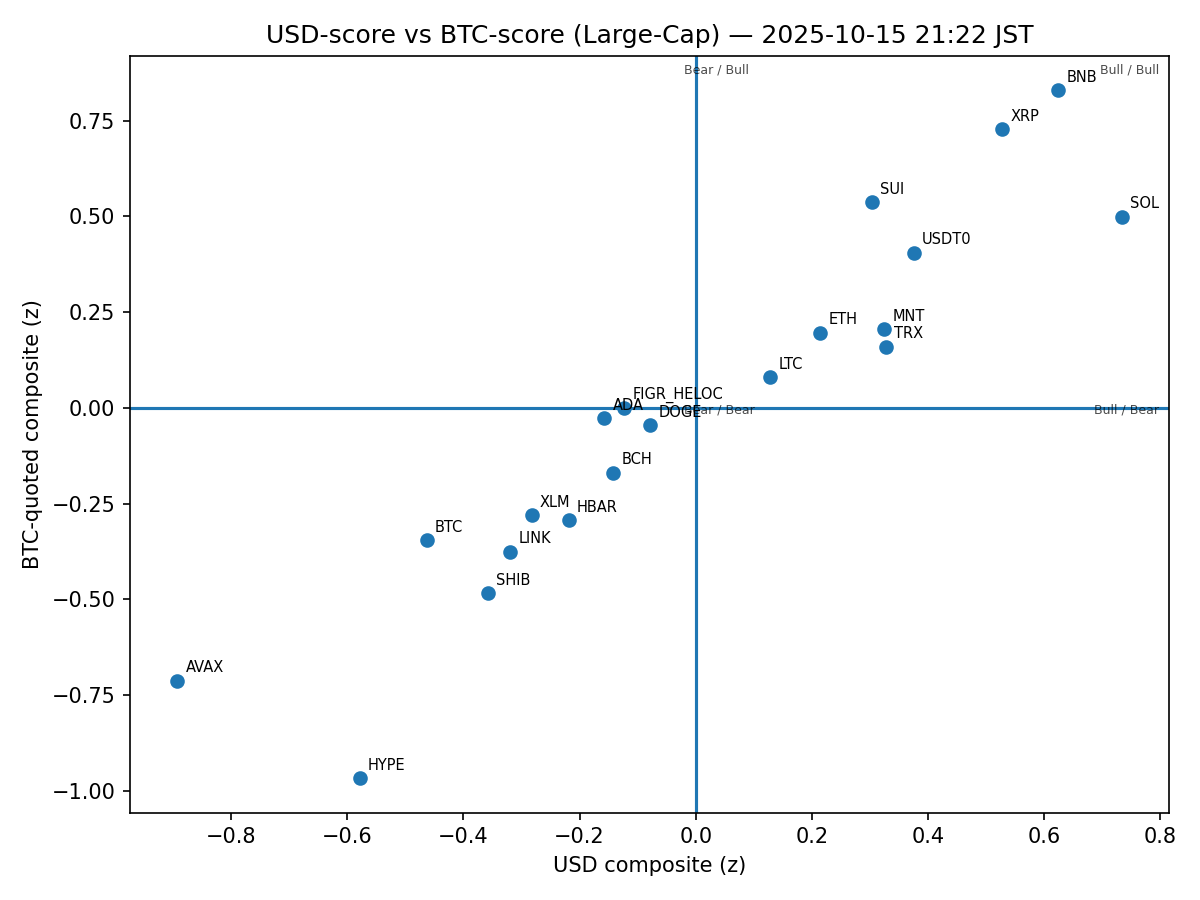 USD-score vs BTC-score (Large-Cap) — 2025-10-15 21:22 JST
Bear / Bull
Bull / Bull
BNB
XRP
SUI
SOL
USDT0
MNT
ETH
TRX
LTC
FIGR_HELOC
ADA
DOGE
Bear / Bear
Bull / Bear
BCH
XLM
HBAR
BTC
LINK
SHIB
AVAX
HYPE
0.75
0.50
0.25
0.00
−0.25
−0.50
−0.75
−1.00
BTC-quoted composite (z)
−0.8
−0.6
−0.4
−0.2
0.0
0.2
0.4
0.6
0.8
USD composite (z)